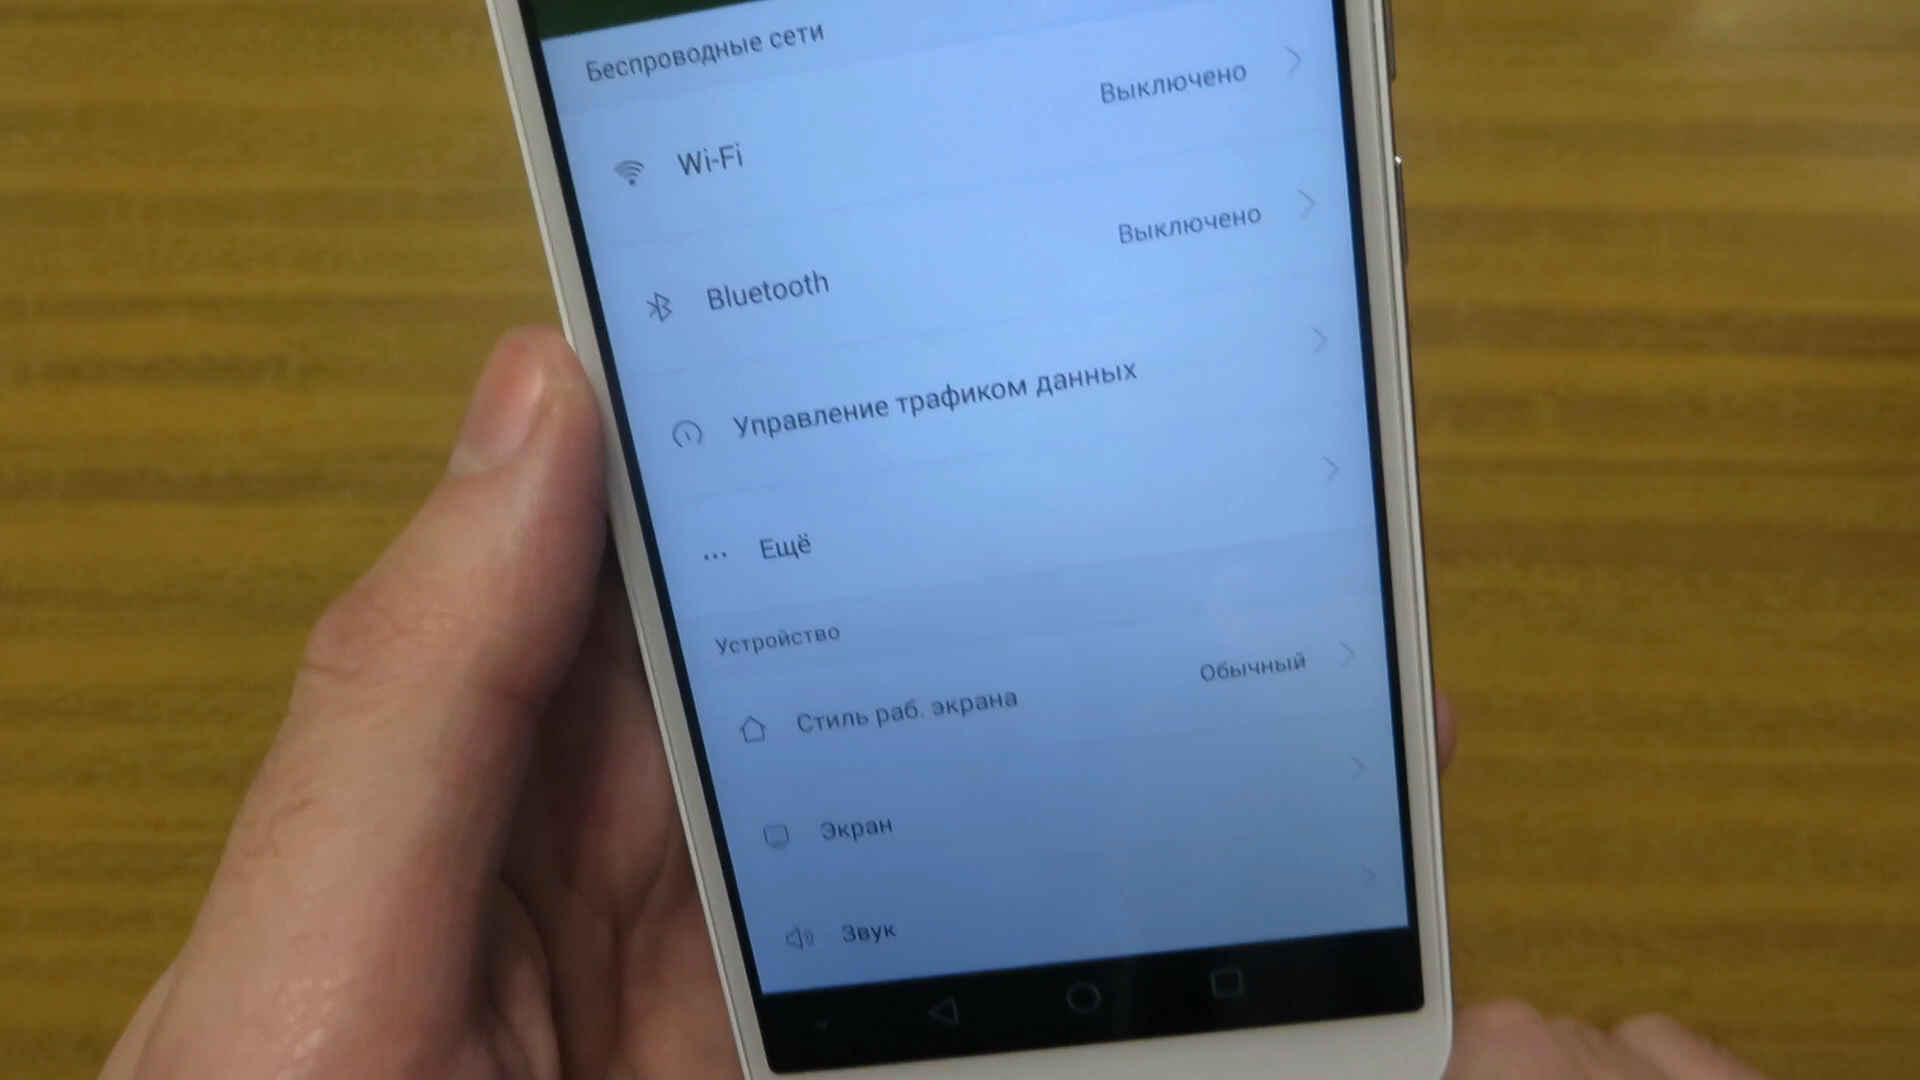 Беспроводные сети
Wi-Fi
Выключено
Bluetooth
Выключено
Управление трафиком данных
Ещё
Устройство
Стиль раб. экрана
Обычный
Экран
Звук